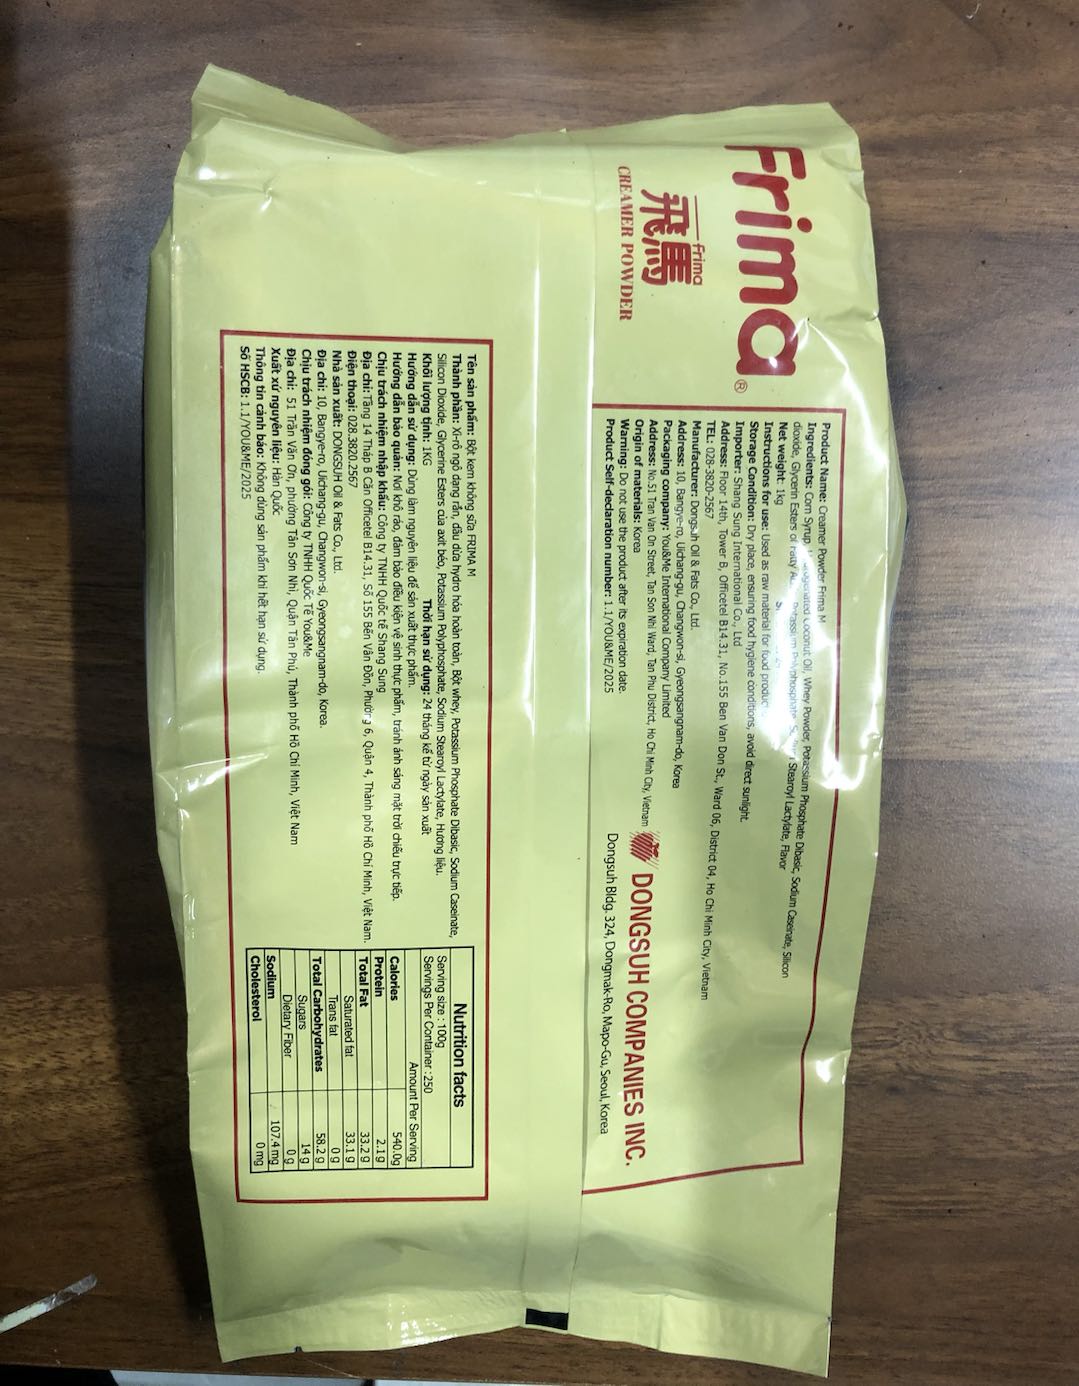 Frima®
Frima
飛馬
CREAMER POWDER
Product Name: Creamer Powder Frima M
Ingredients: Corn Syrup, Hydrogenated Coconut Oil, Whey Powder, Potassium Phosphate Dibasic, Sodium Caseinate, Silicon
dioxide, Glycerin Esters of Fatty Potassium Polyphosphate, Stearoyl Lactylate, Flavor
Net weight: 1kg
Instructions for use: Used as raw material for food product
Storage Condition: Dry place, ensuring food hygiene conditions, avoid direct sunlight.
Importer: Shang Sung International Co., Ltd
Address: Floor 14th, Tower B, Officetel B14.31, No.155 Ben Van Don St., Ward 06, District 04, Ho Chi Minh City, Vietnam
TEL: 028-3820-2567
Manufacturer: Dongsuh Oil & Fats Co., Ltd.
Address: 10, Bangye-ro, Uichang-gu, Changwon-si, Gyeongsangnam-do, Korea
Packaging company: You&Me International Company Limited
Address: No.51 Tran Van On Street, Tan Son Nhi Ward, Tan Phu District, Ho Chi Minh City, Vietnam
Origin of materials: Korea
Warning: Do not use the product after its expiration date.
Product Self-declaration number: 1.1/YOU&ME/2025
DONGSUH COMPANIES INC.
Dongsuh Bldg. 324, Dongmak-Ro, Mapo-Gu, Seoul, Korea
Tên sản phẩm: Bột kem không sữa FRIMA M
Thành phần: Xi-rô ngô dạng rắn, dầu dừa hydro hóa hoàn toàn, Bột whey, Potassium Phosphate Dibasic, Sodium Caseinate,
Silicon Dioxide, Glycerine Esters của axit béo, Potassium Polyphosphate, Sodium Stearoyl Lactylate, Hương liệu.
Khối lượng tịnh: 1KG Thời hạn sử dụng: 24 tháng kể từ ngày sản xuất
Hướng dẫn sử dụng: Dùng làm nguyên liệu để sản xuất thực phẩm.
Hướng dẫn bảo quản: Nơi khô ráo, đảm bảo điều kiện vệ sinh thực phẩm, tránh ánh sáng mặt trời chiếu trực tiếp.
Chịu trách nhiệm nhập khẩu: Công ty TNHH Quốc tế Shang Sung
Địa chỉ: Tầng 14 Tháp B Căn Officetel B14.31, Số 155 Bến Vân Đồn, Phường 6, Quận 4, Thành phố Hồ Chí Minh, Việt Nam.
Điện thoại: 028.3820.2567
Nhà sản xuất: DONGSUH Oil & Fats Co., Ltd.
Địa chỉ: 10, Bangye-ro, Uichang-gu, Changwon-si, Gyeongsangnam-do, Korea.
Chịu trách nhiệm đóng gói: Công ty TNHH Quốc Tế You&Me
Địa chỉ: 51 Trần Văn Ơn, phường Tân Sơn Nhì, Quận Tân Phú, Thành phố Hồ Chí Minh, Việt Nam
Xuất xứ nguyên liệu: Hàn Quốc
Thông tin cảnh báo: Không dùng sản phẩm khi hết hạn sử dụng.
Số HSCB: 1.1/YOU&ME/2025
Nutrition facts
Serving size : 100g
Servings Per Container : 250
Amount Per Serving
Calories 540.0g
Protein 2.1 g
Total Fat 33.2 g
Saturated fat 33.1 g
Trans fat 0 g
Total Carbohydrates 58.2 g
Sugars 14 g
Dietary Fiber 0 g
Sodium 107.4 mg
Cholesterol 0 mg